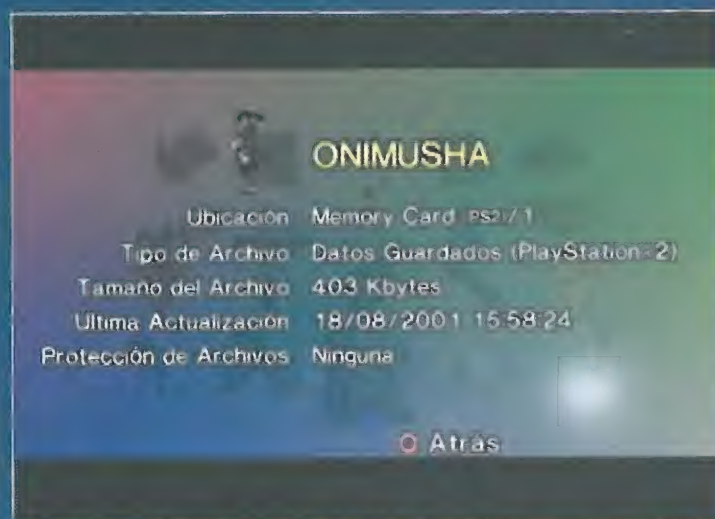 ONIMUSHA
Ubicación Memory Card (PS2) / 1
Tipo de Archivo Datos Guardados (PlayStation®2)
Tamaño del Archivo 403 Kbytes
Ultima Actualización 18/08/2001 15:58:24
Protección de Archivos Ninguna
Atrás